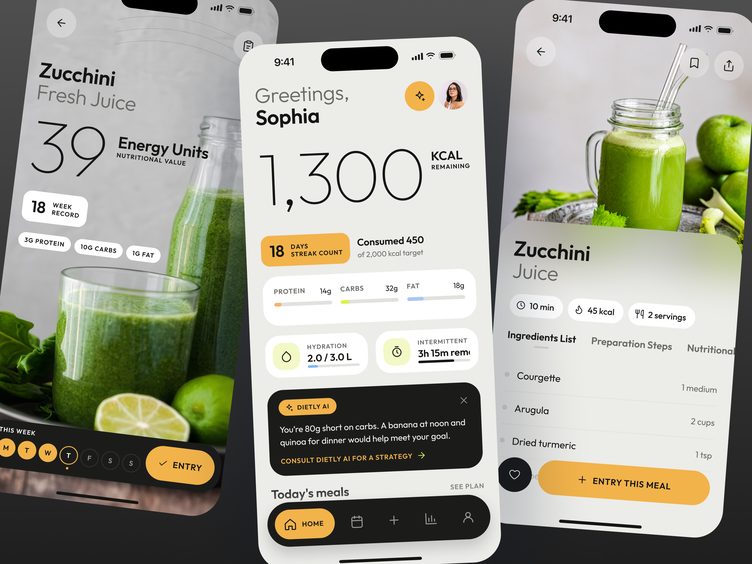 Zucchini
Fresh Juice
39
Energy Units
NUTRITIONAL VALUE
18
WEEK
RECORD
3G PROTEIN
10G CARBS
1G FAT
THIS WEEK
M
T
W
T
F
S
S
ENTRY
9:41
Greetings,
Sophia
1,300
KCAL
REMAINING
18
DAYS
STREAK COUNT
Consumed 450
of 2,000 kcal target
PROTEIN 14g
CARBS 32g
FAT 18g
HYDRATION
2.0 / 3.0 L
INTERMITTENT
3h 15m rem
DIETLY AI
You're 80g short on carbs. A banana at noon and
quinoa for dinner would help meet your goal.
CONSULT DIETLY AI FOR A STRATEGY
Today's meals
SEE PLAN
HOME
9:41
Zucchini
Juice
10 min
45 kcal
2 servings
Ingredients List
Preparation Steps
Nutritional
Courgette
1 medium
Arugula
2 cups
Dried turmeric
1 tsp
ENTRY THIS MEAL